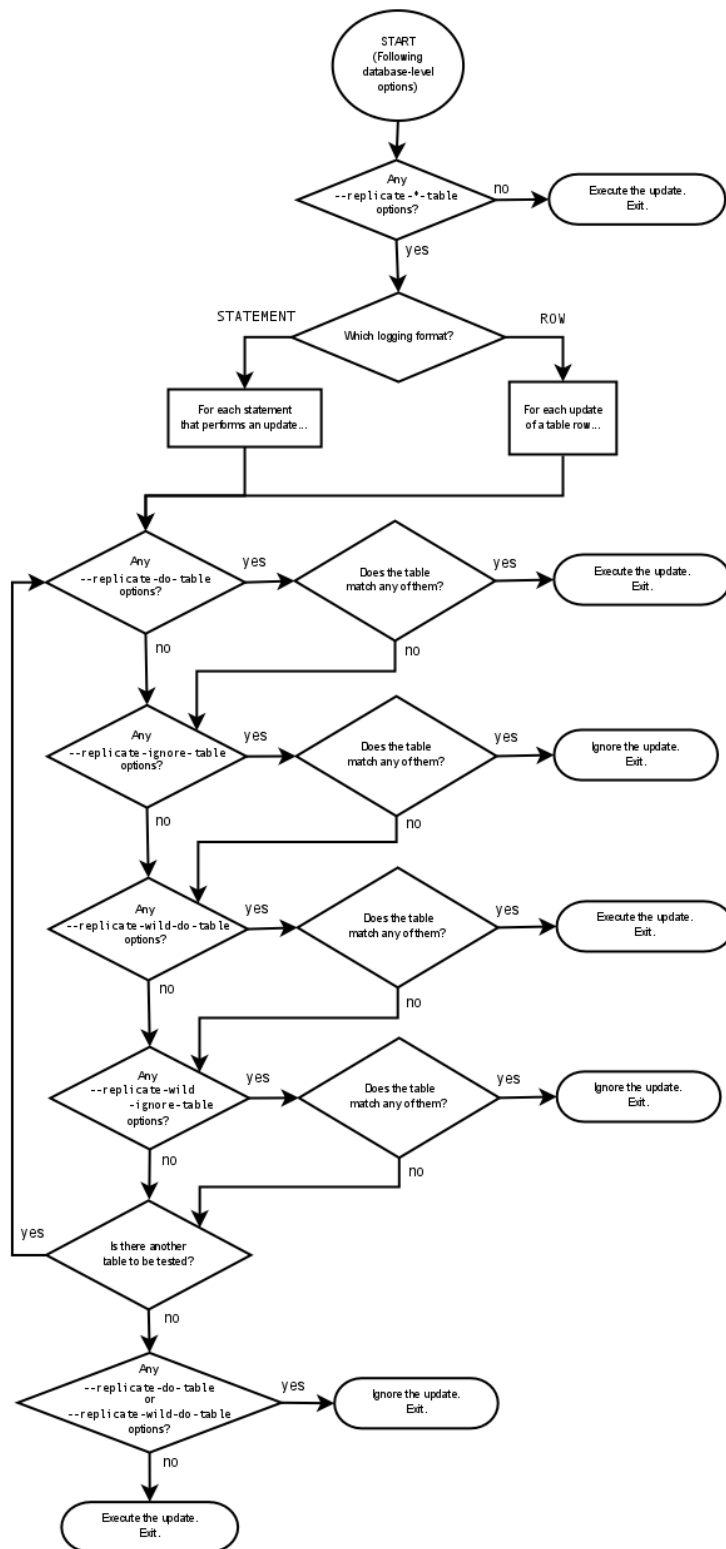 START
(Following
database-level
options)
Any
--replicate-*-table
options?
no
Execute the update.
Exit.
yes
Which logging format?
STATEMENT
ROW
For each statement
that performs an update...
For each update
of a table row...
Any
--replicate-do-table
options?
yes
Does the table
match any of them?
yes
Execute the update.
Exit.
no
no
Any
--replicate-ignore-table
options?
yes
Does the table
match any of them?
yes
Ignore the update.
Exit.
no
no
Any
--replicate-wild-do-table
options?
yes
Does the table
match any of them?
yes
Execute the update.
Exit.
no
no
Any
--replicate-wild
-ignore-table
options?
yes
Does the table
match any of them?
yes
Ignore the update.
Exit.
no
no
Is there another
table to be tested?
yes
no
Any
--replicate-do-table
or
--replicate-wild-do-table
options?
yes
Ignore the update.
Exit.
no
Execute the update.
Exit.